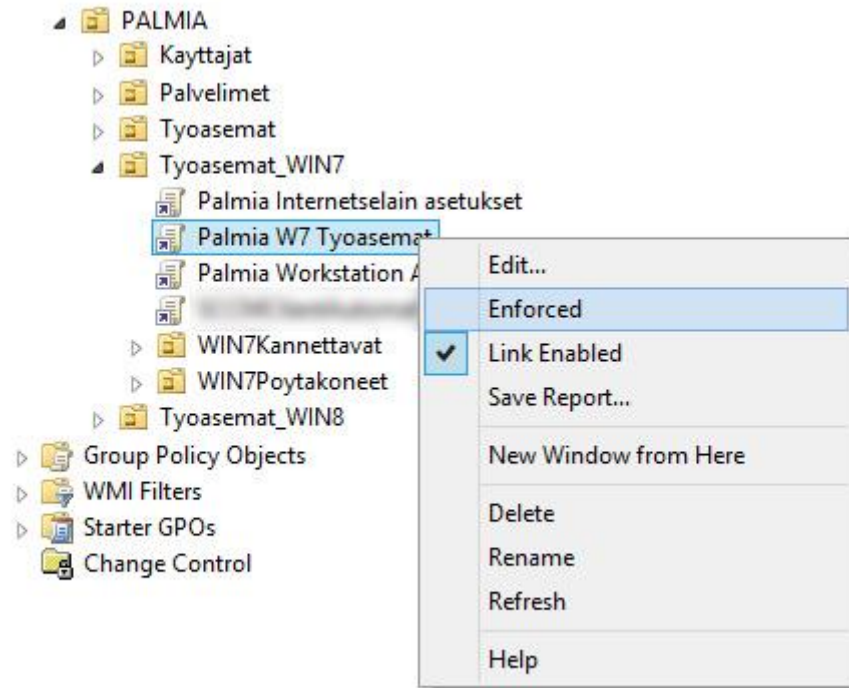 PALMIA
Kayttajat
Palvelimet
Tyoasemat
Tyoasemat_WIN7
Palmia Internetselain asetukset
Palmia W7 Tyoasemat
Palmia Workstation
WIN7Kannettavat
WIN7Poytakoneet
Tyoasemat_WIN8
Group Policy Objects
WMI Filters
Starter GPOs
Change Control
Edit...
Enforced
Link Enabled
Save Report...
New Window from Here
Delete
Rename
Refresh
Help